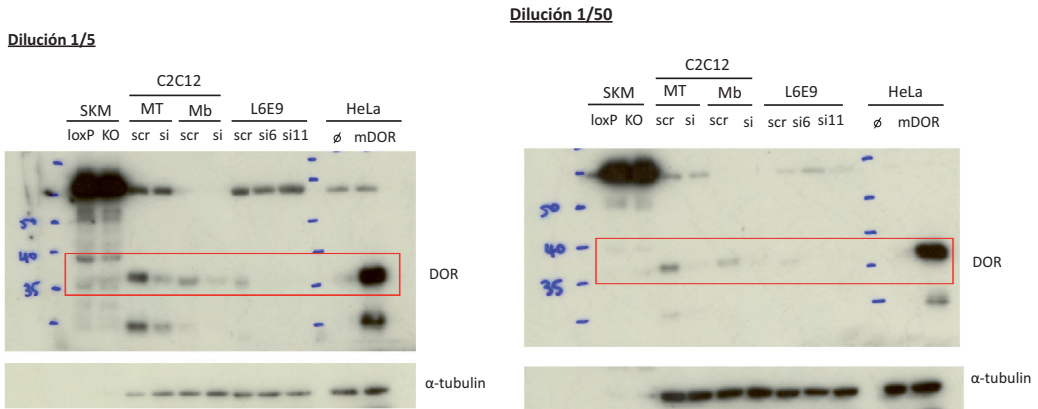 Dilución 1/5
C2C12
SKM MT Mb L6E9 HeLa
loxP KO scr si scr si scr si6 si11 ø mDOR
50
40
35
DOR
α-tubulin
Dilución 1/50
C2C12
SKM MT Mb L6E9 HeLa
loxP KO scr si scr si scr si6 si11 ø mDOR
50
40
35
DOR
α-tubulin